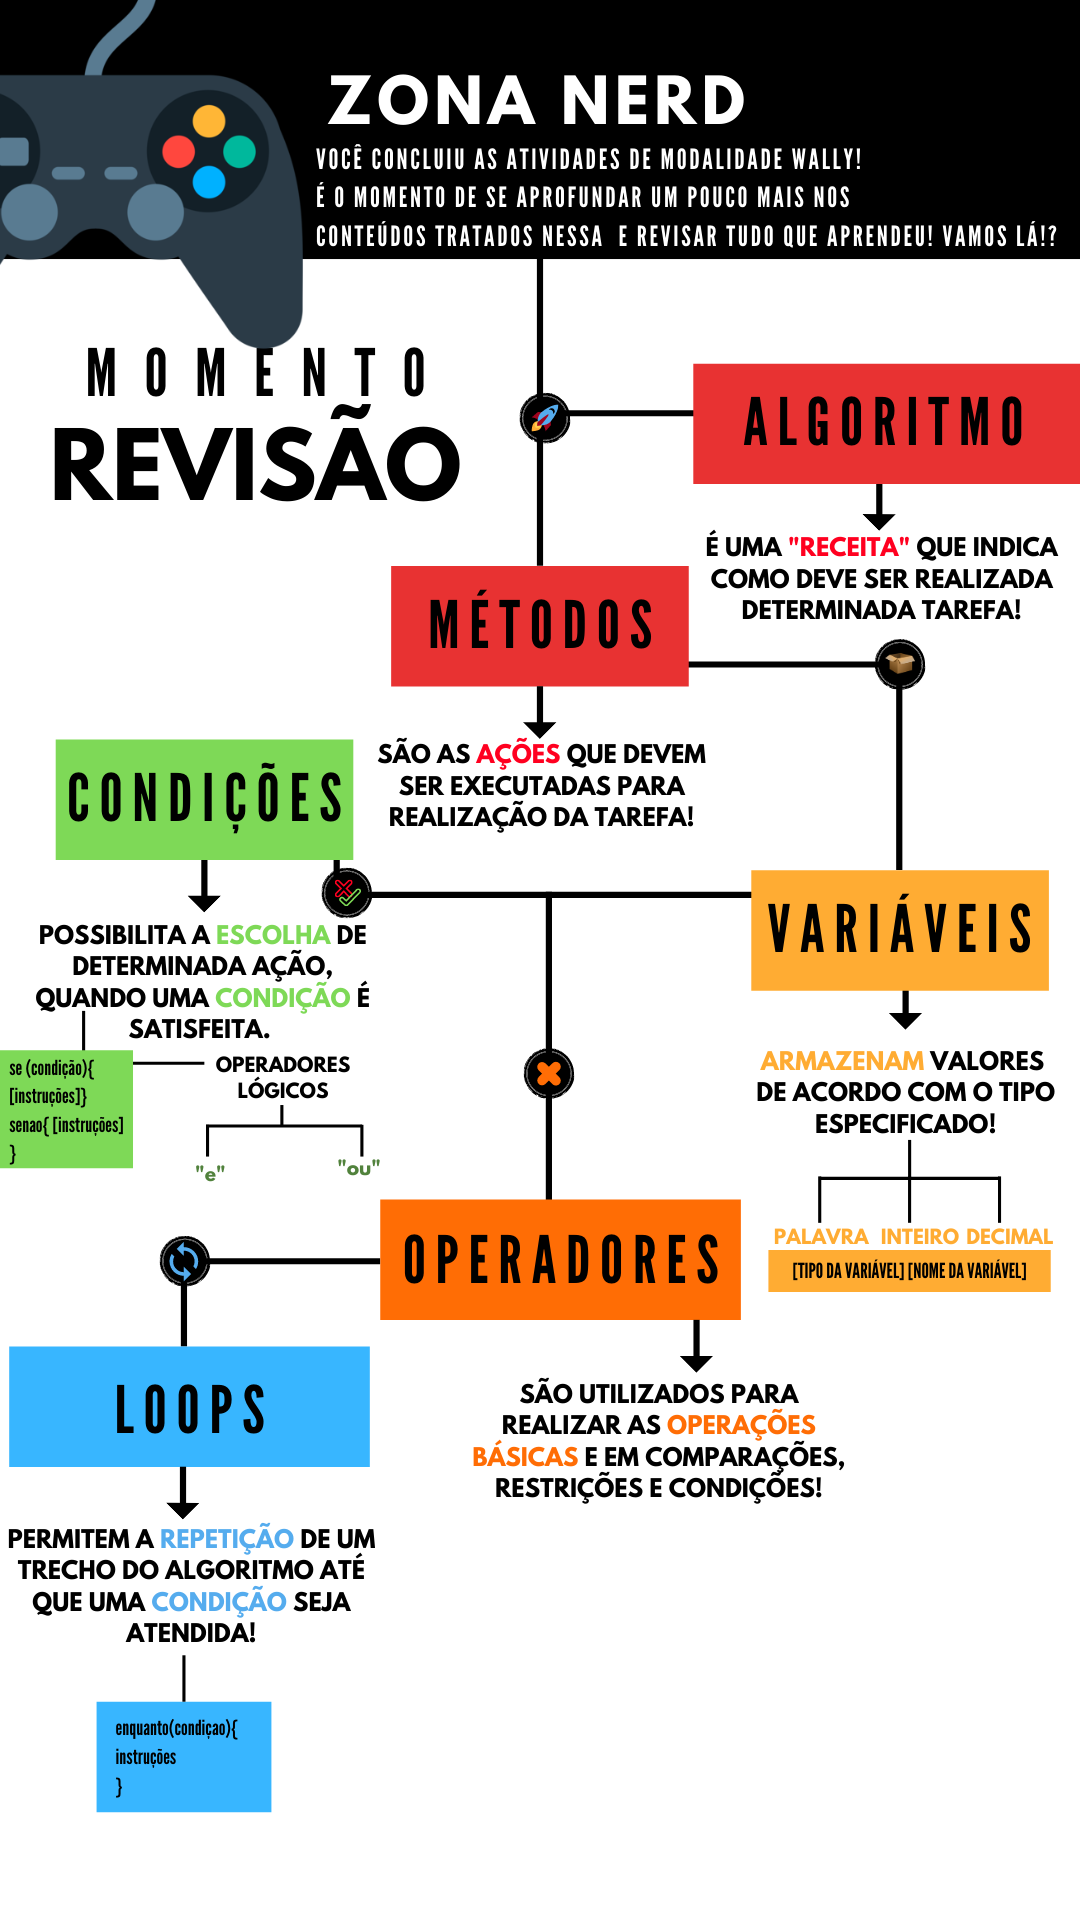 ZONA NERD
VOCÊ CONCLUIU AS ATIVIDADES DE MODALIDADE WALLY!
É O MOMENTO DE SE APROFUNDAR UM POUCO MAIS NOS
CONTEÚDOS TRATADOS NESSA E REVISAR TUDO QUE APRENDEU! VAMOS LÁ!?
MOMENTO
REVISÃO
ALGORITMO
É UMA "RECEITA" QUE INDICA
COMO DEVE SER REALIZADA
DETERMINADA TAREFA!
MÉTODOS
SÃO AS AÇÕES QUE DEVEM
SER EXECUTADAS PARA
REALIZAÇÃO DA TAREFA!
CONDIÇÕES
POSSIBILITA A ESCOLHA DE
DETERMINADA AÇÃO,
QUANDO UMA CONDIÇÃO É
SATISFEITA.
se (condição){
[instruções]}
senao{ [instruções]
}
OPERADORES
LÓGICOS
"e"
"ou"
VARIÁVEIS
ARMAZENAM VALORES
DE ACORDO COM O TIPO
ESPECIFICADO!
PALAVRA INTEIRO DECIMAL
[TIPO DA VARIÁVEL] [NOME DA VARIÁVEL]
OPERADORES
SÃO UTILIZADOS PARA
REALIZAR AS OPERAÇÕES
BÁSICAS E EM COMPARAÇÕES,
RESTRIÇÕES E CONDIÇÕES!
LOOPS
PERMITEM A REPETIÇÃO DE UM
TRECHO DO ALGORITMO ATÉ
QUE UMA CONDIÇÃO SEJA
ATENDIDA!
enquanto(condiçao){
instruções
}